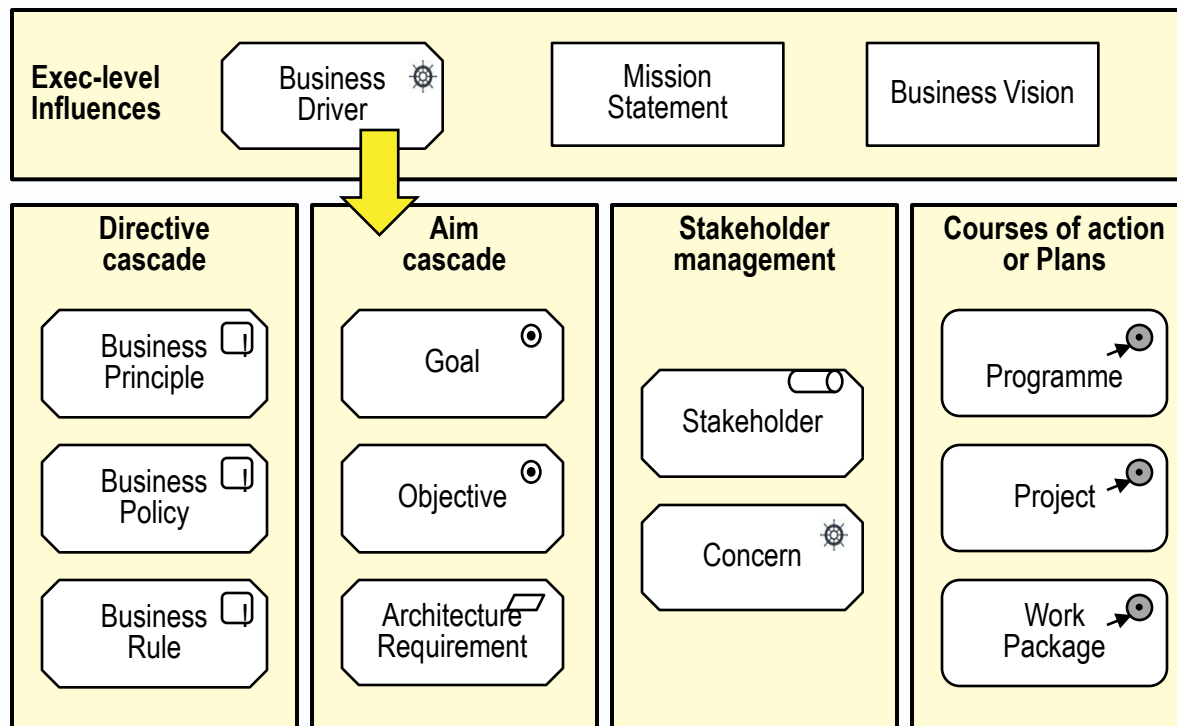 Exec-level
Influences
Business
Driver
Mission
Statement
Business Vision
Directive
cascade
Business
Principle
Business
Policy
Business
Rule
Aim
cascade
Goal
Objective
Architecture
Requirement
Stakeholder
management
Stakeholder
Concern
Courses of action
or Plans
Programme
Project
Work
Package